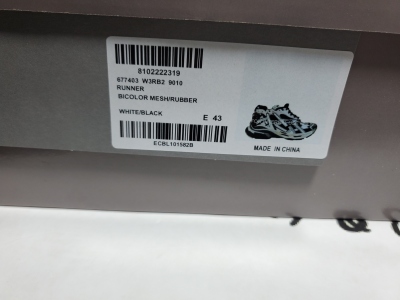 8102222319
677403 W3RB2 9010
RUNNER
BICOLOR MESH/RUBBER
WHITE/BLACK
E 43
ECBL101582B
MADE IN CHINA